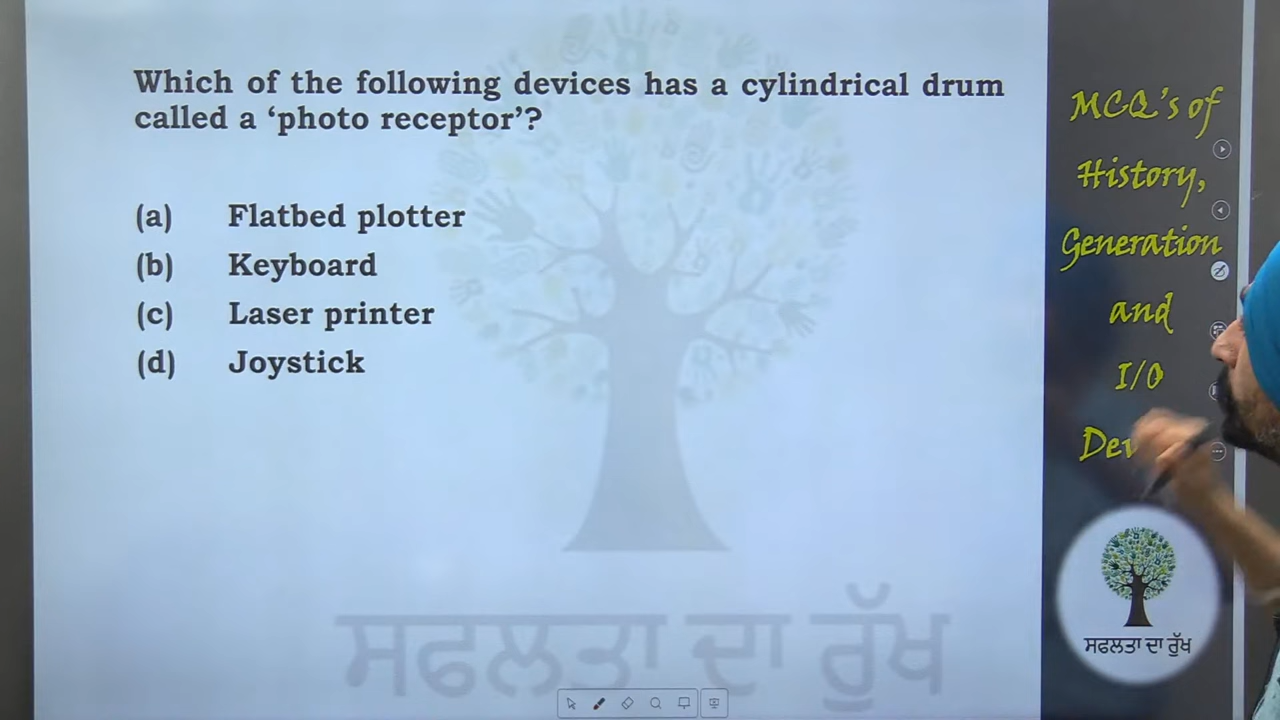 Which of the following devices has a cylindrical drum
called a ‘photo receptor’?
(a) Flatbed plotter
(b) Keyboard
(c) Laser printer
(d) Joystick
ਸਫਲਤਾ ਦਾ ਰੁੱਖ
MCQ's of
History,
Generation
and
I/O
ਸਫਲਤਾ ਦਾ ਰੁੱਖ